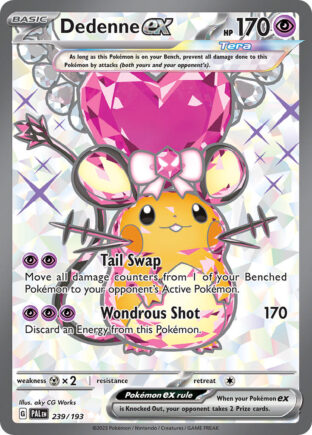 BASIC
Dedenne ex HP 170
Tera
As long as this Pokémon is on your Bench, prevent all damage done to this
Pokémon by attacks (both yours and your opponent's).
Tail Swap
Move all damage counters from 1 of your Benched
Pokémon to your opponent's Active Pokémon.
Wondrous Shot 170
Discard an Energy from this Pokémon.
weakness ×2 resistance retreat
Pokémon ex rule
When your Pokémon ex
is Knocked Out, your opponent takes 2 Prize cards.
Illus. aky CG Works
G PAL EN 239/193
©2023 Pokémon / Nintendo / Creatures / GAME FREAK